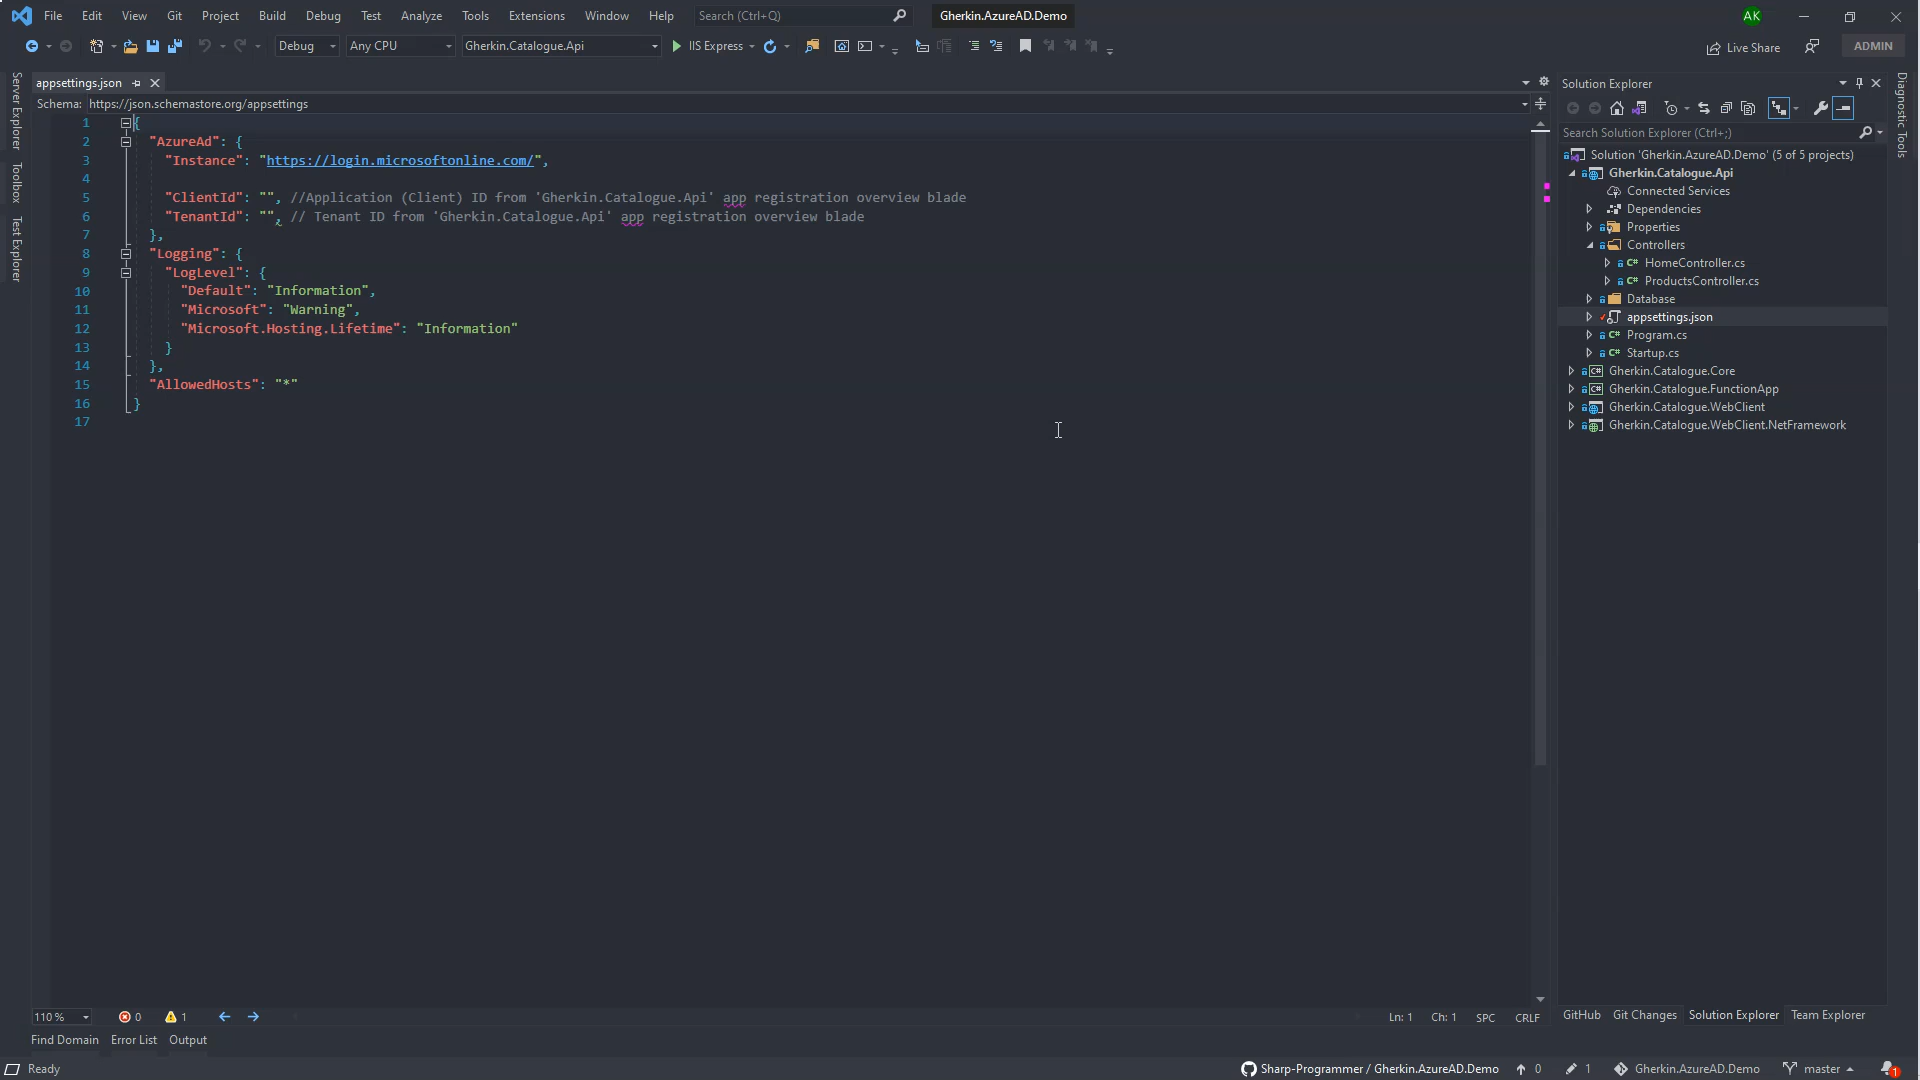 File Edit View Git Project Build Debug Test Analyze Tools Extensions Window Help Search (Ctrl+Q) Gherkin.AzureAD.Demo AK
Debug Any CPU Gherkin.Catalogue.Api IIS Express Live Share ADMIN
Server Explorer
Toolbox
Test Explorer
appsettings.json
Schema: https://json.schemastore.org/appsettings
1 {
2 "AzureAd": {
3 "Instance": "https://login.microsoftonline.com/",
4
5 "ClientId": "", //Application (Client) ID from 'Gherkin.Catalogue.Api' app registration overview blade
6 "TenantId": "", // Tenant ID from 'Gherkin.Catalogue.Api' app registration overview blade
7 },
8 "Logging": {
9 "LogLevel": {
10 "Default": "Information",
11 "Microsoft": "Warning",
12 "Microsoft.Hosting.Lifetime": "Information"
13 }
14 },
15 "AllowedHosts": "*"
16 }
17
Solution Explorer
Search Solution Explorer (Ctrl+;)
Solution 'Gherkin.AzureAD.Demo' (5 of 5 projects)
Gherkin.Catalogue.Api
Connected Services
Dependencies
Properties
Controllers
C# HomeController.cs
C# ProductsController.cs
Database
appsettings.json
C# Program.cs
C# Startup.cs
C# Gherkin.Catalogue.Core
C# Gherkin.Catalogue.FunctionApp
Gherkin.Catalogue.WebClient
Gherkin.Catalogue.WebClient.NetFramework
Diagnostic Tools
110 % 0 1 Ln: 1 Ch: 1 SPC CRLF
GitHub Git Changes Solution Explorer Team Explorer
Find Domain Error List Output
Ready Sharp-Programmer / Gherkin.AzureAD.Demo 0 1 Gherkin.AzureAD.Demo master 1